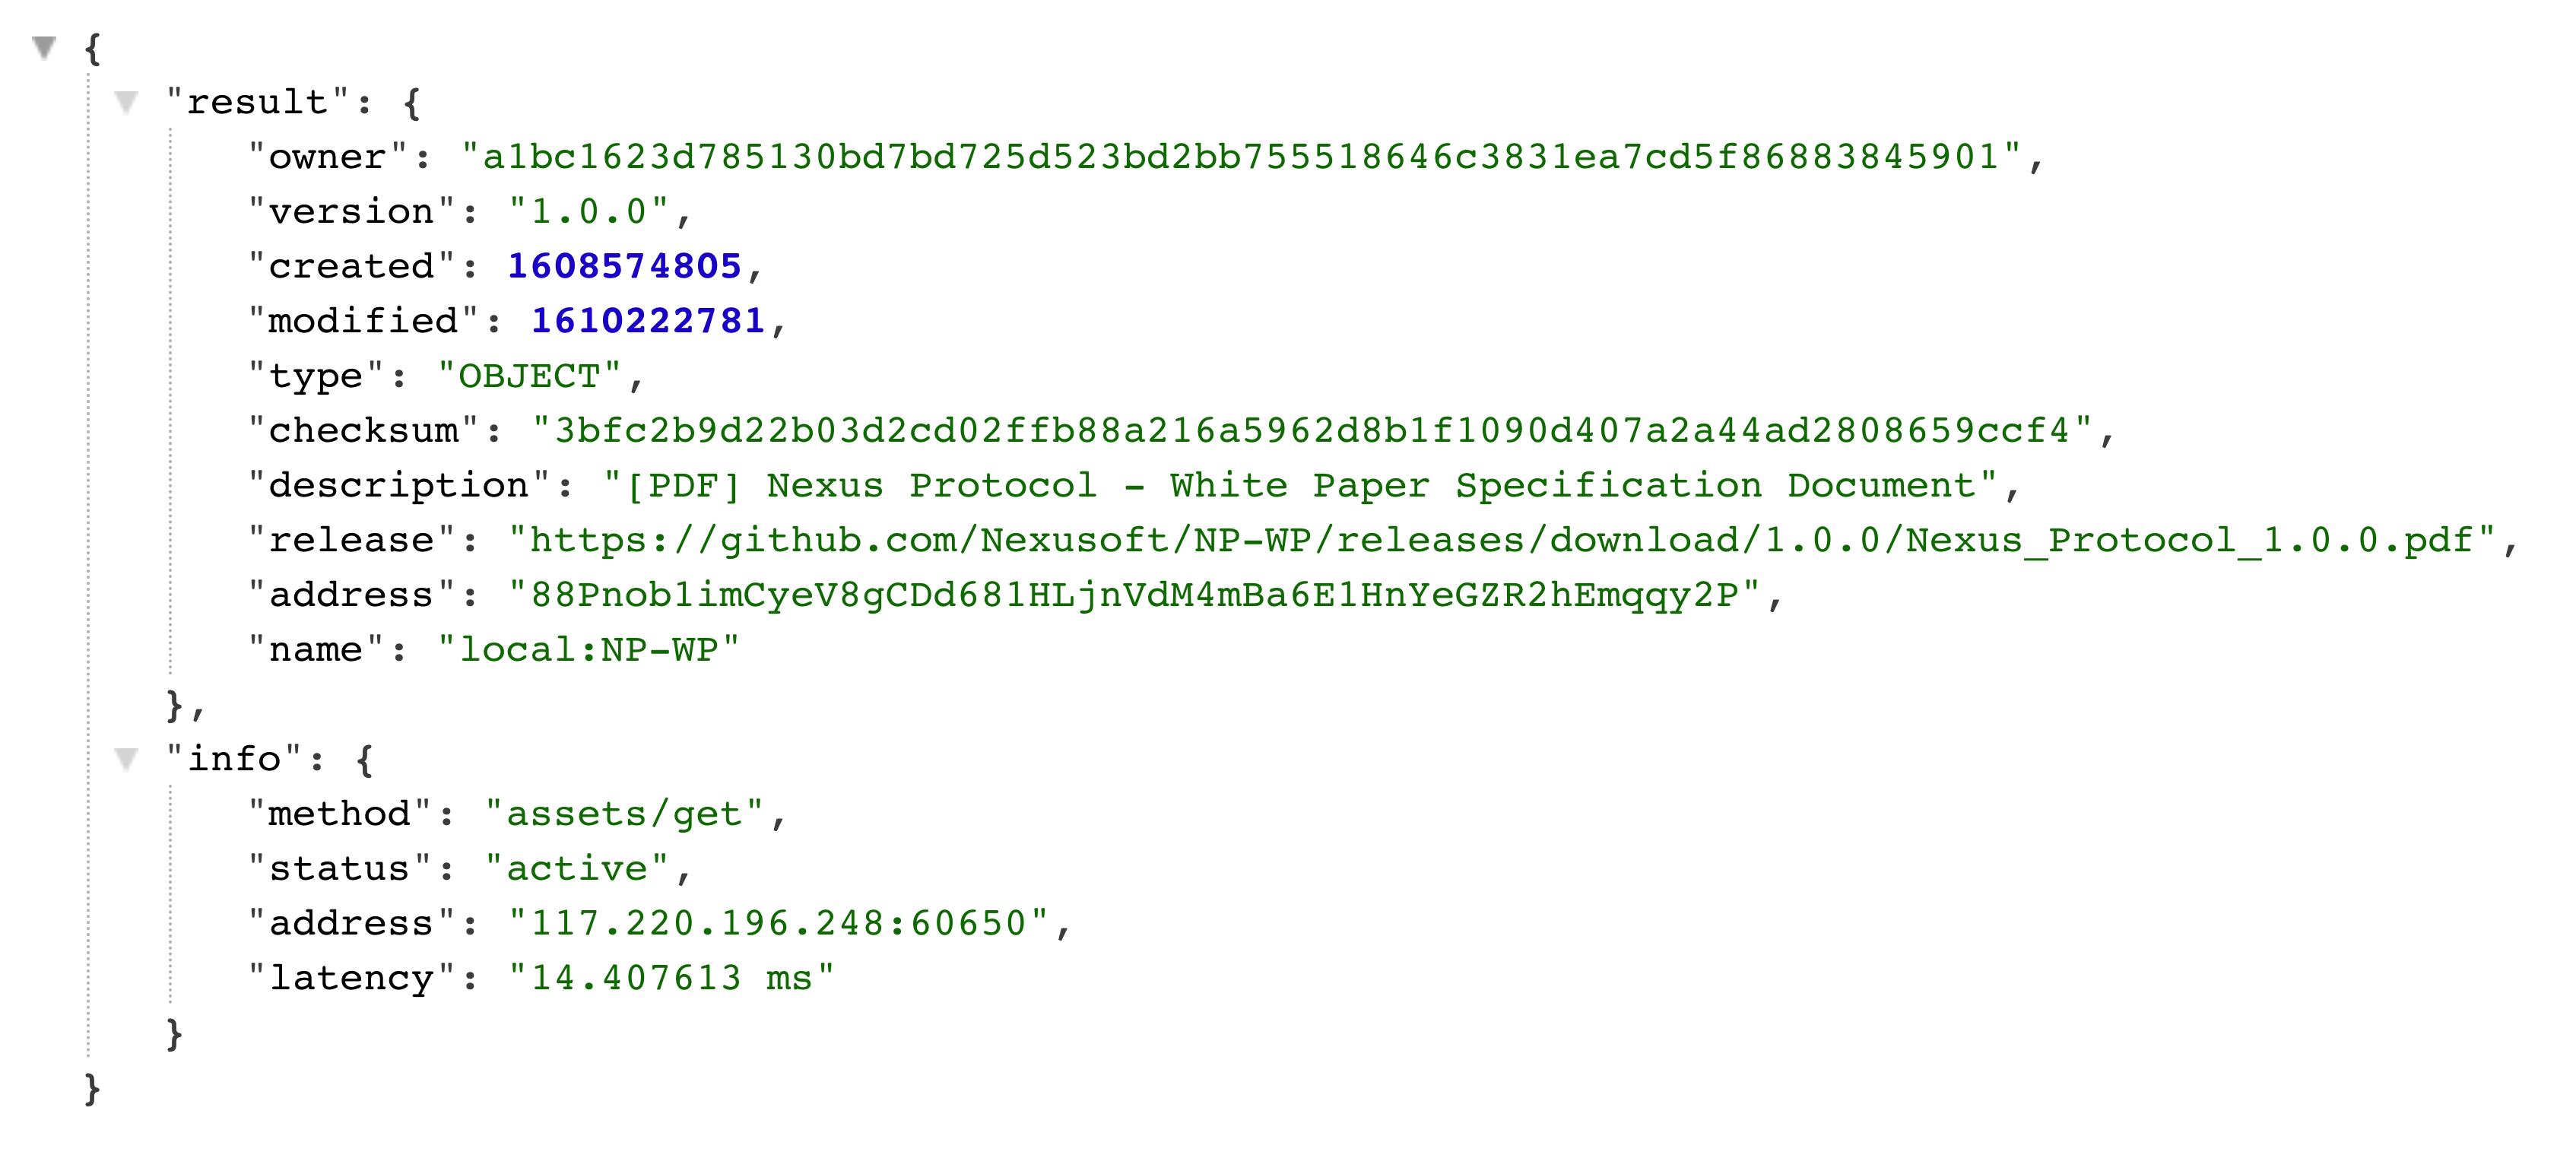 {
"result": {
"owner": "a1bc1623d785130bd7bd725d523bd2bb755518646c3831ea7cd5f86883845901",
"version": "1.0.0",
"created": 1608574805,
"modified": 1610222781,
"type": "OBJECT",
"checksum": "3bfc2b9d22b03d2cd02ffb88a216a5962d8b1f1090d407a2a44ad2808659ccf4",
"description": "[PDF] Nexus Protocol - White Paper Specification Document",
"release": "https://github.com/Nexusoft/NP-WP/releases/download/1.0.0/Nexus_Protocol_1.0.0.pdf",
"address": "88Pnob1imCyeV8gCDd681HLjnVdM4mBa6E1HnYeGZR2hEmqqy2P",
"name": "local:NP-WP"
},
"info": {
"method": "assets/get",
"status": "active",
"address": "117.220.196.248:60650",
"latency": "14.407613 ms"
}
}